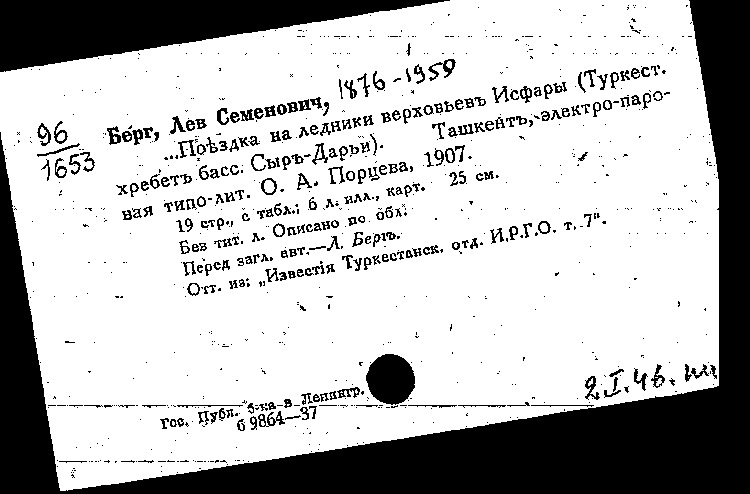 96
1653
Берг, Лев Семенович, 1876-1950
...Поѣздка на ледники верховьевъ Исфары (Туркест.
хребетъ басс. Сыръ-Дарьи). Ташкентъ, электро-паро-
вая типо-лит. О. А. Порцева, 1907.
19 стр., с табл.; 6 л. илл., карт. 25 см.
Без тит. л. Описано по обл.
Перед загл. авт.—Л. Бергъ.
Отт. из: „Известія Туркестанск. отд. И.Р.Г.О. т. 7".
Гос. Публ. б-ка в Ленингр.
б 9864—37
2.I.46.